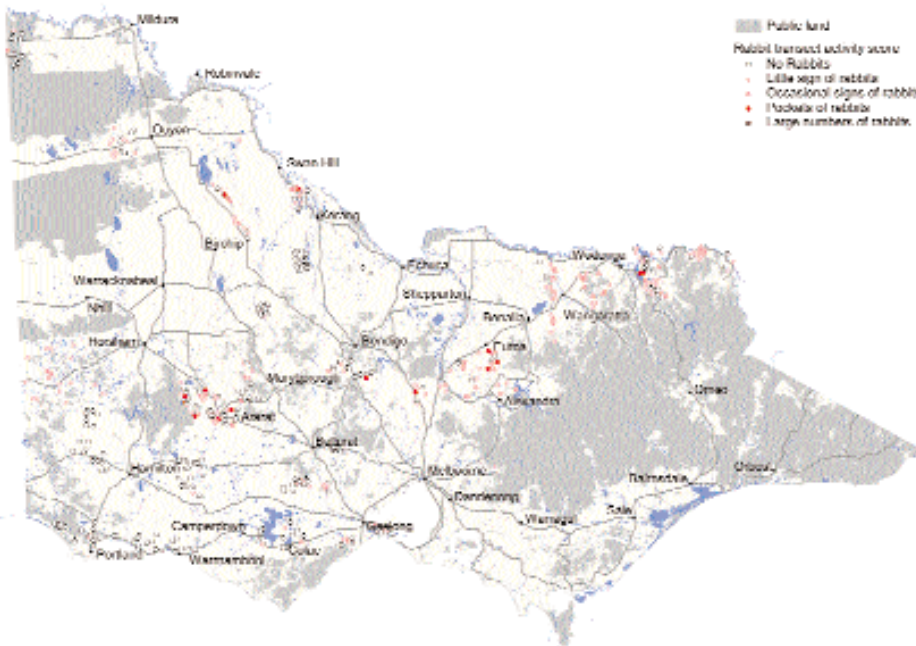 Public land
Rabbit transect activity score
No Rabbits
Little sign of rabbits
Occasional signs of rabbits
Pockets of rabbits
Large numbers of rabbits
Mildura
Robinvale
Ouyen
Swan Hill
Kerang
Birchip
Echuca
Wodonga
Warracknabeal
Shepparton
Nhill
Benalla
Wangaratta
Horsham
Bendigo
Euroa
Maryborough
Omeo
Alexandra
Ararat
Ballarat
Orbost
Hamilton
Melbourne
Bairnsdale
Dandenong
Camperdown
Geelong
Warragul
Sale
Portland
Colac
Warrnambool